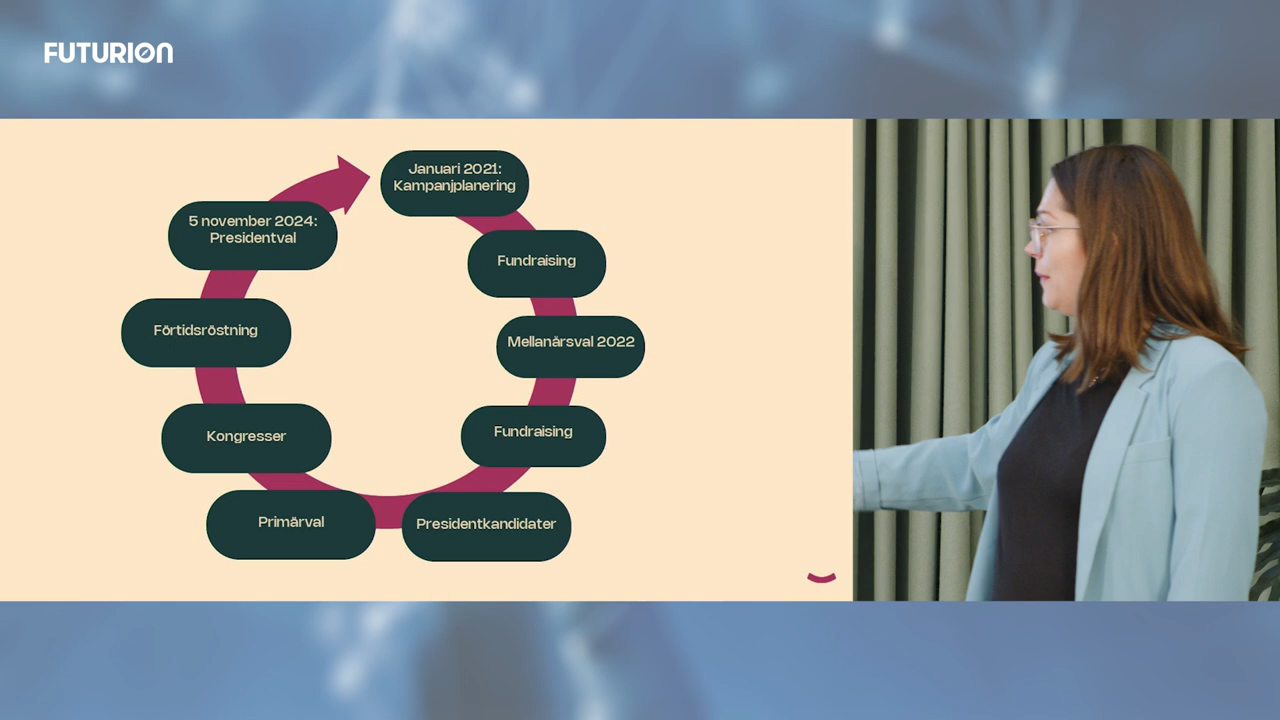 FUTURION
Januari 2021:
Kampanjplanering
Fundraising
Mellanårsval 2022
Fundraising
Presidentkandidater
Primärval
Kongresser
Förtidsröstning
5 november 2024:
Presidentval